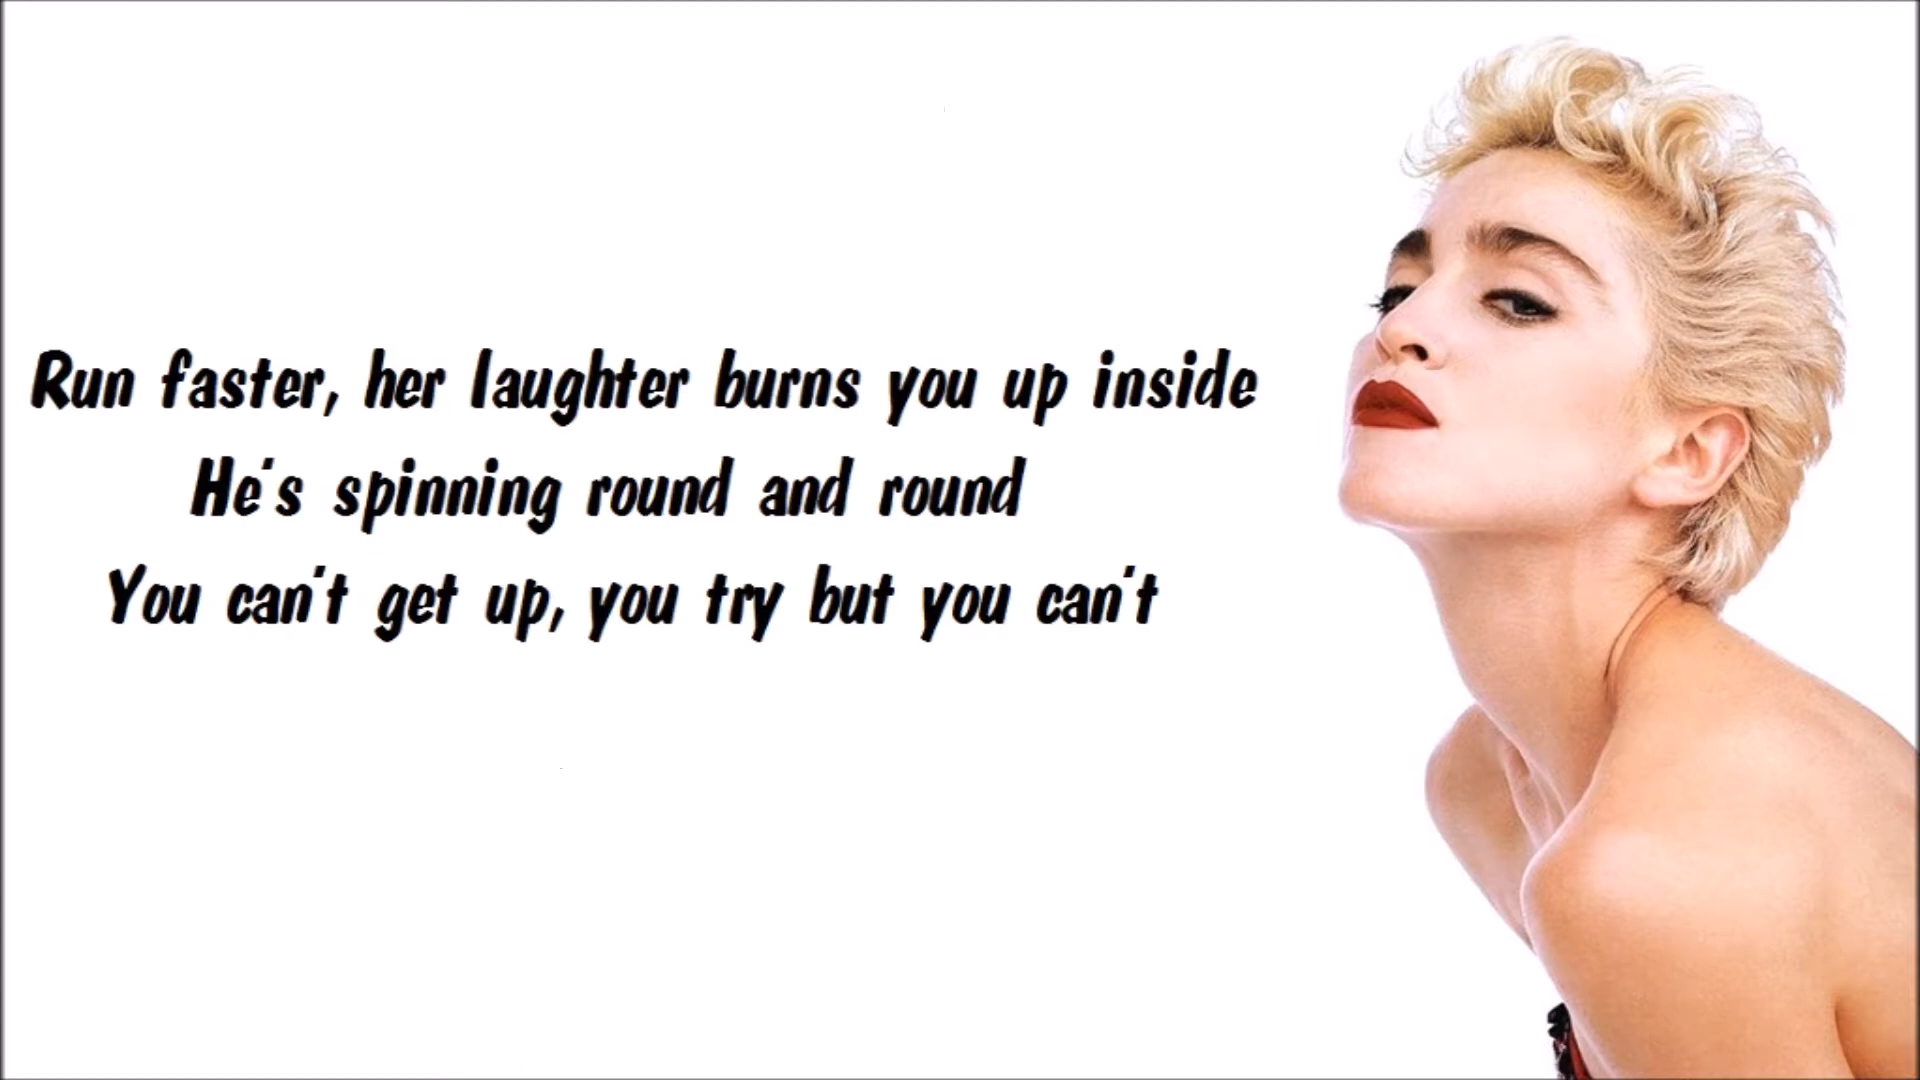 Run faster, her laughter burns you up inside
He's spinning round and round
You can't get up, you try but you can't